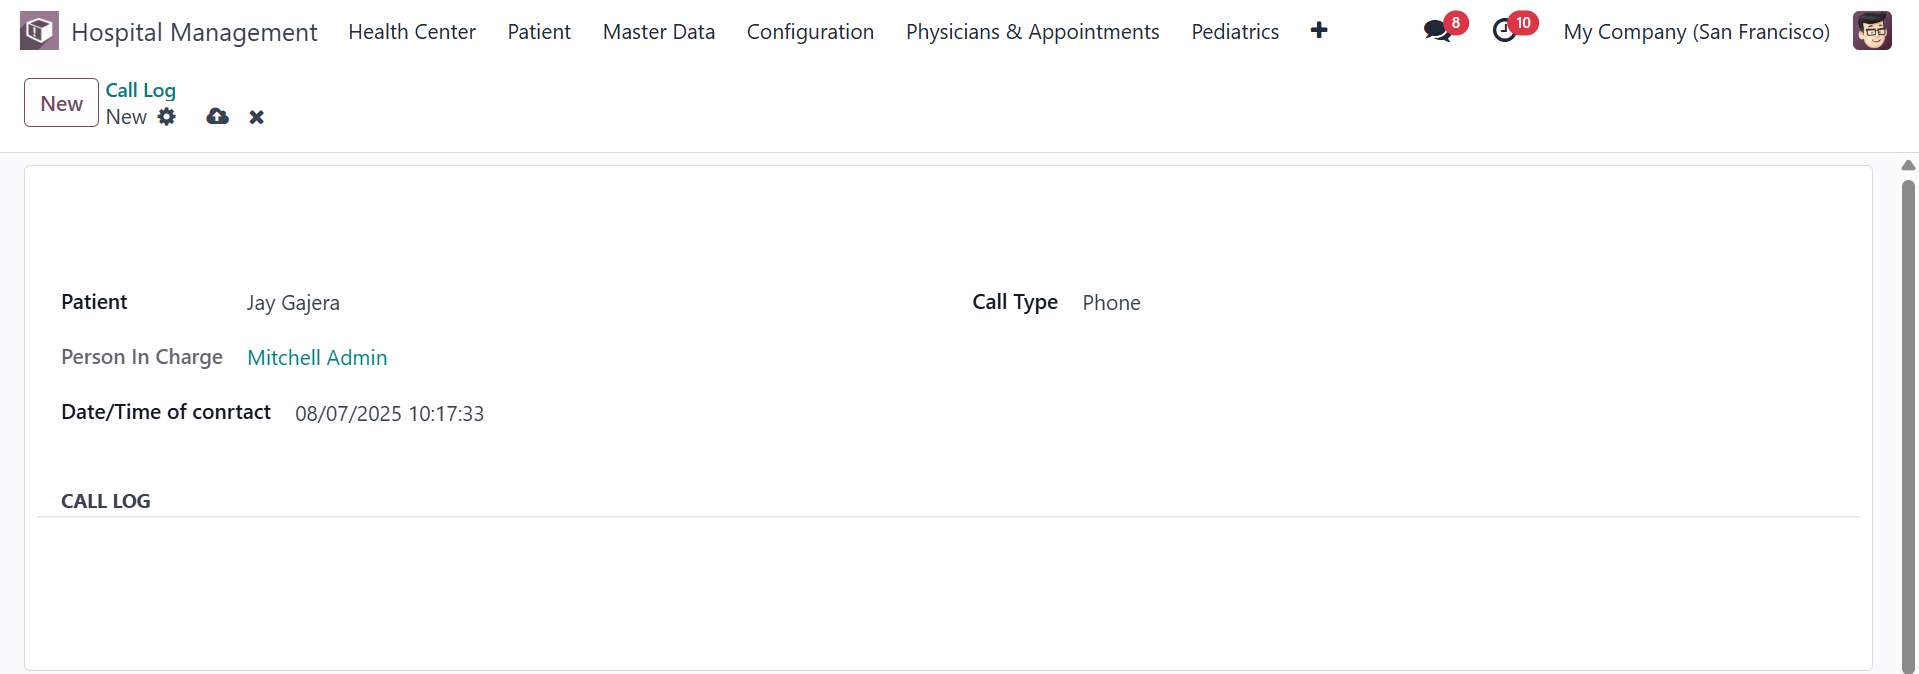 Hospital Management Health Center Patient Master Data Configuration Physicians & Appointments Pediatrics 8 10 My Company (San Francisco)
New Call Log
New
Patient Jay Gajera Call Type Phone
Person In Charge Mitchell Admin
Date/Time of conrtact 08/07/2025 10:17:33
CALL LOG